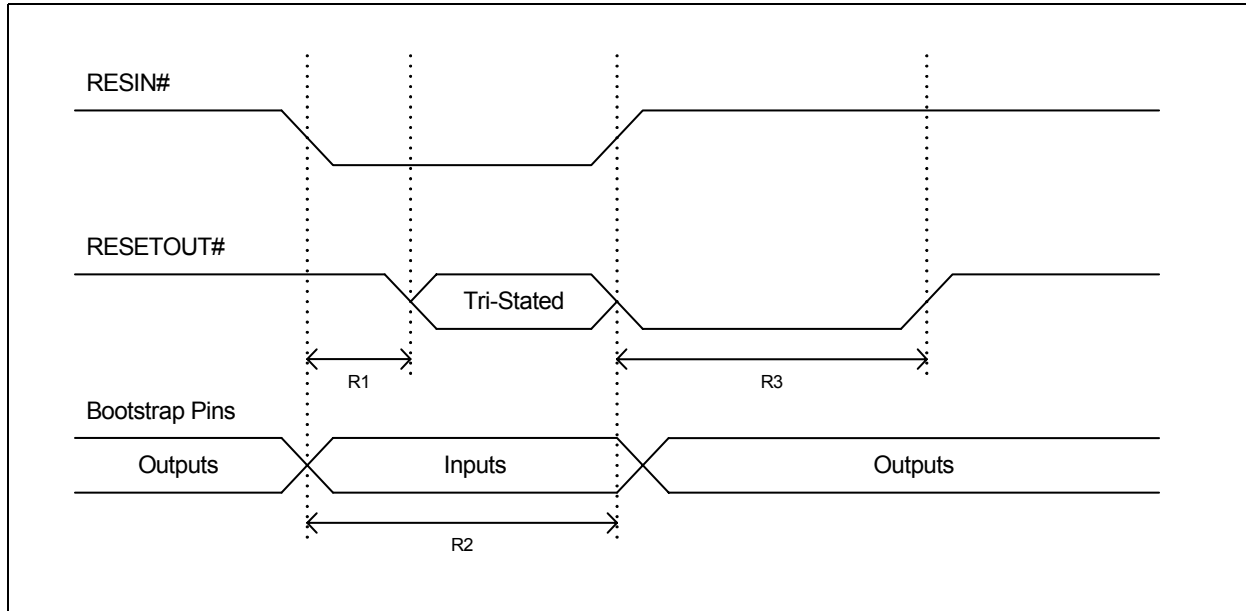 RESIN#
RESETOUT#
Tri-Stated
R1
R3
Bootstrap Pins
Outputs
Inputs
Outputs
R2